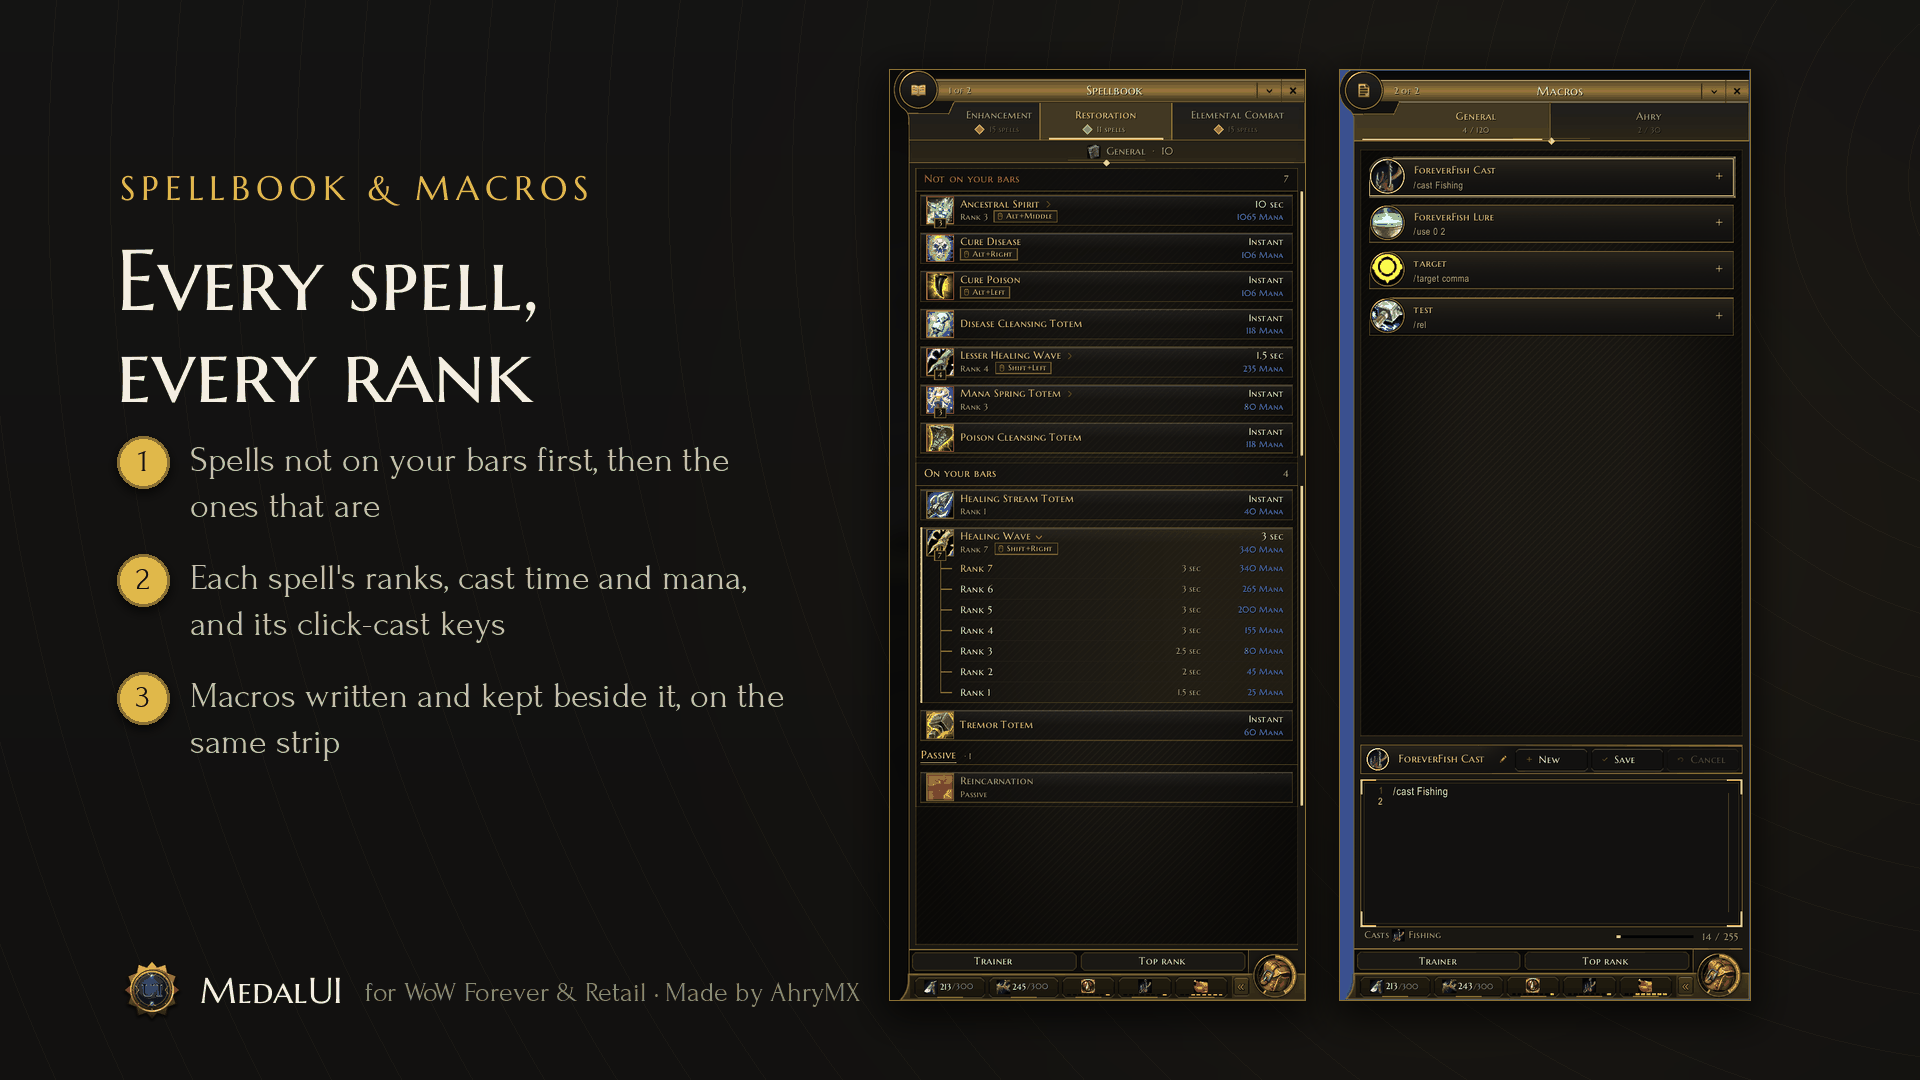 SPELLBOOK & MACROS
Every spell,
every rank
1 Spells not on your bars first, then the
ones that are
2 Each spell's ranks, cast time and mana,
and its click-cast keys
3 Macros written and kept beside it, on the
same strip
MedalUI for WoW Forever & Retail · Made by AhryMX
1 of 2 Spellbook
Enhancement Restoration Elemental Combat
15 spells 11 spells 15 spells
General · 10
Not on your bars 7
Ancestral Spirit 10 sec
3 Rank 3 Alt+Middle 1065 Mana
Cure Disease Instant
Alt+Right 106 Mana
Cure Poison Instant
Alt+Left 106 Mana
Disease Cleansing Totem Instant
118 Mana
Lesser Healing Wave 1.5 sec
4 Rank 4 Shift+Left 235 Mana
Mana Spring Totem Instant
3 Rank 3 80 Mana
Poison Cleansing Totem Instant
118 Mana
On your bars 4
Healing Stream Totem Instant
Rank 1 40 Mana
Healing Wave 3 sec
7 Rank 7 Shift+Right 340 Mana
Rank 7 3 sec 340 Mana
Rank 6 3 sec 265 Mana
Rank 5 3 sec 200 Mana
Rank 4 3 sec 155 Mana
Rank 3 2.5 sec 80 Mana
Rank 2 2 sec 45 Mana
Rank 1 1.5 sec 25 Mana
Tremor Totem Instant
60 Mana
Passive · 1
Reincarnation
Passive
Trainer Top rank
213/300 245/300 «
2 of 2 Macros
General Ahry
4 / 120 2 / 30
ForeverFish Cast +
/cast Fishing
ForeverFish Lure +
/use 0 2
target +
/target comma
test +
/rel
ForeverFish Cast + New Save Cancel
1 /cast Fishing
2
Casts Fishing 14 / 255
Trainer Top rank
213/300 243/300 «